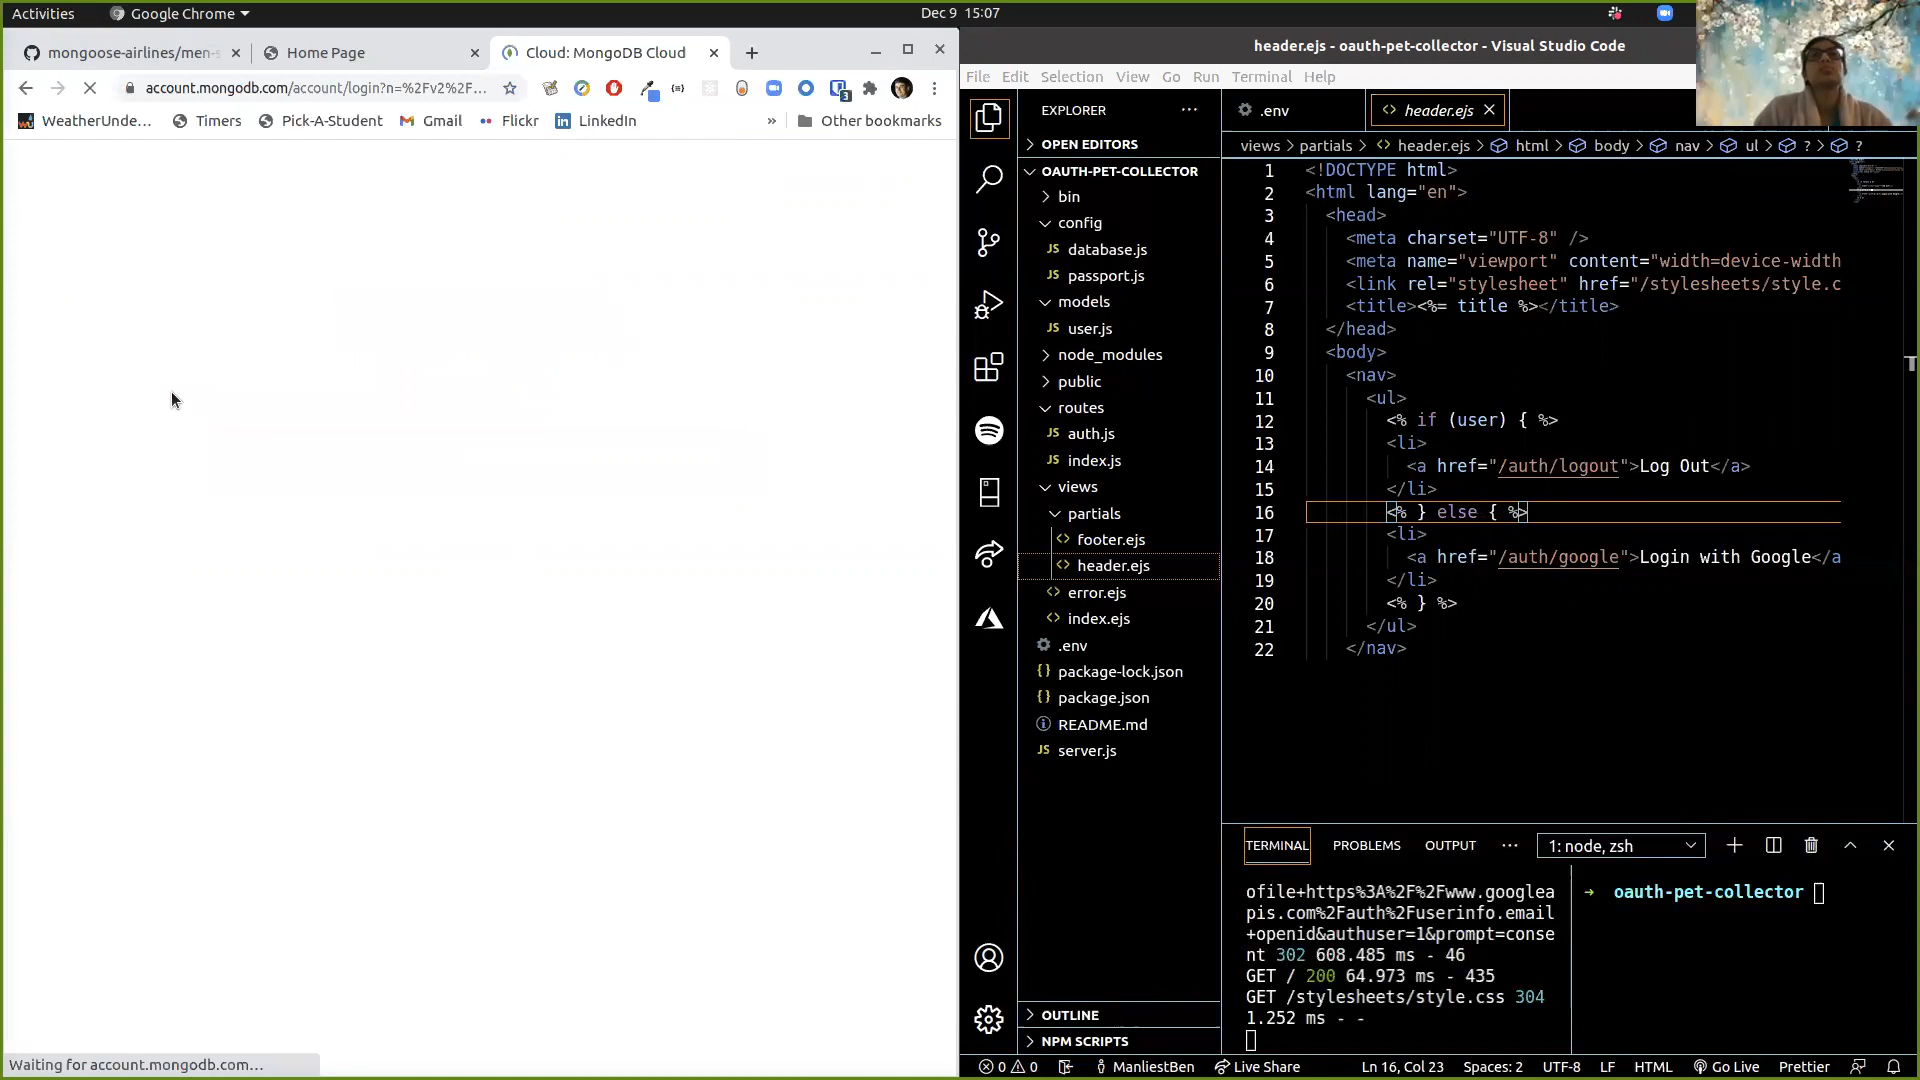 Activities
Google Chrome
Dec 9  15:07
mongoose-airlines/men-s
Home Page
Cloud: MongoDB Cloud
account.mongodb.com/account/login?n=%2Fv2%2F...
3
WeatherUnde...
Timers
Pick-A-Student
Gmail
Flickr
LinkedIn
»
Other bookmarks
Waiting for account.mongodb.com...
header.ejs - oauth-pet-collector - Visual Studio Code
File Edit Selection View Go Run Terminal Help
EXPLORER
OPEN EDITORS
OAUTH-PET-COLLECTOR
bin
config
JS database.js
JS passport.js
models
JS user.js
node_modules
public
routes
JS auth.js
JS index.js
views
partials
<> footer.ejs
<> header.ejs
<> error.ejs
<> index.ejs
.env
{} package-lock.json
{} package.json
README.md
JS server.js
OUTLINE
NPM SCRIPTS
.env
<> header.ejs
views > partials > <> header.ejs > html > body > nav > ul > ? > ?
1 <!DOCTYPE html>
2 <html lang="en">
3 <head>
4 <meta charset="UTF-8" />
5 <meta name="viewport" content="width=device-width
6 <link rel="stylesheet" href="/stylesheets/style.c
7 <title><%= title %></title>
8 </head>
9 <body>
10 <nav>
11 <ul>
12 <% if (user) { %>
13 <li>
14 <a href="/auth/logout">Log Out</a>
15 </li>
16 <% } else { %>
17 <li>
18 <a href="/auth/google">Login with Google</a
19 </li>
20 <% } %>
21 </ul>
22 </nav>
TERMINAL PROBLEMS OUTPUT ... 1: node, zsh
ofile+https%3A%2F%2Fwww.googlea
pis.com%2Fauth%2Fuserinfo.email
+openid&authuser=1&prompt=conse
nt 302 608.485 ms - 46
GET / 200 64.973 ms - 435
GET /stylesheets/style.css 304
1.252 ms - -
→ oauth-pet-collector
0 0 ManliestBen Live Share Ln 16, Col 23 Spaces: 2 UTF-8 LF HTML Go Live Prettier